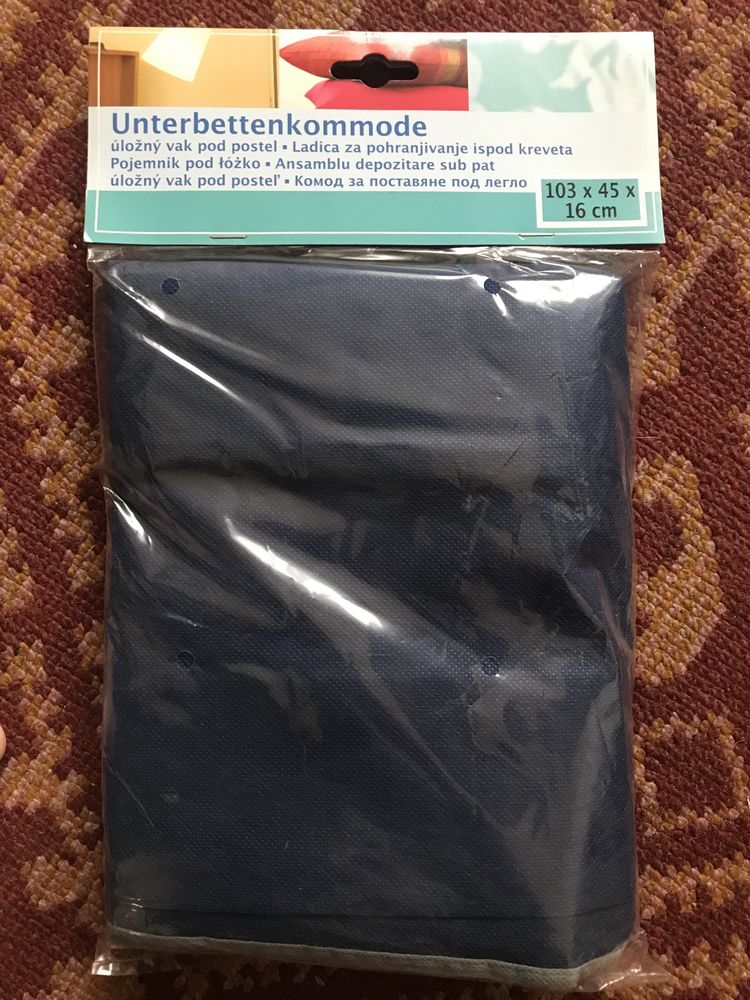 Unterbettenkommode
úložný vak pod postel ▪ Ladica za pohranjivanje ispod kreveta
Pojemnik pod łóżko ▪ Ansamblu depozitare sub pat
úložný vak pod posteľ ▪ Комод за поставяне под легло
103 x 45 x
16 cm